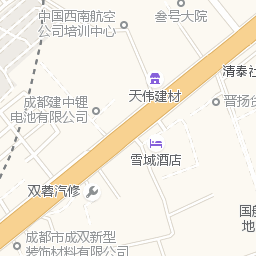 中国西南航空
公司培训中心
叁号大院
清泰社
天伟建材
成都建中锂
电池有限公司
晋扬
雪域酒店
双蓉汽修
国
地
成都市成双新型
装饰材料有限公司